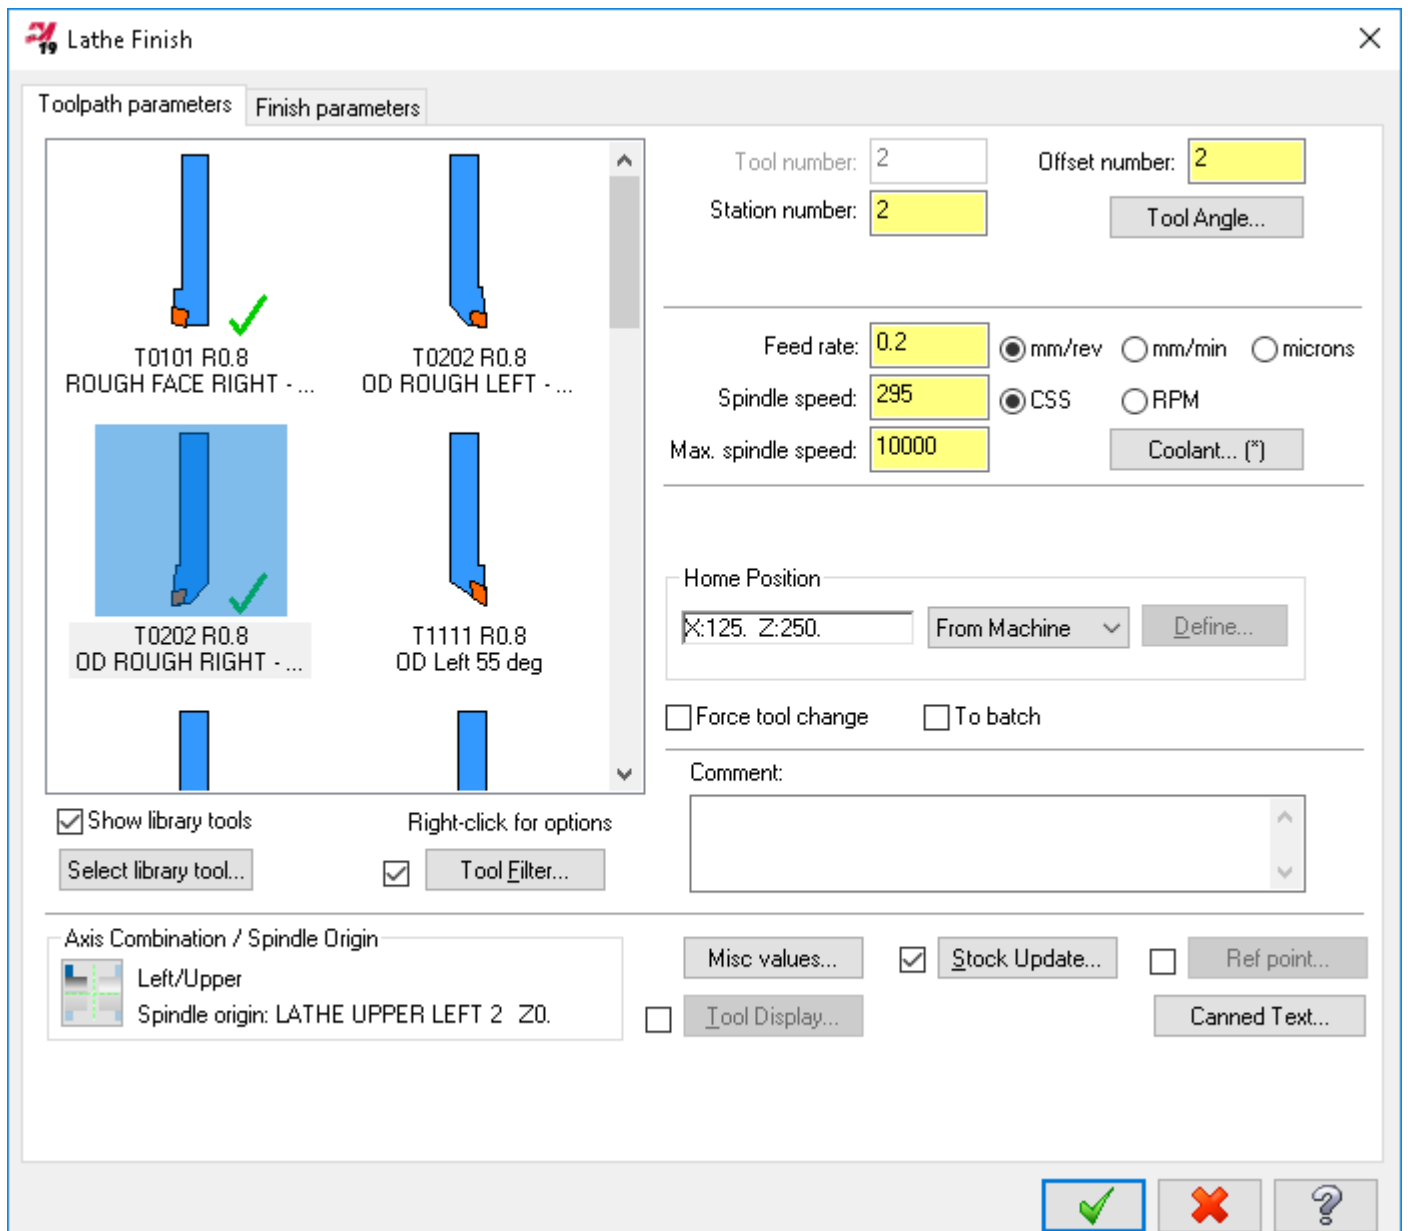 19 Lathe Finish
Toolpath parameters
Finish parameters
T0101 R0.8
ROUGH FACE RIGHT - ...
T0202 R0.8
OD ROUGH LEFT - ...
T0202 R0.8
OD ROUGH RIGHT - ...
T1111 R0.8
OD Left 55 deg
Show library tools
Right-click for options
Select library tool...
Tool Filter...
Tool number: 2
Offset number: 2
Station number: 2
Tool Angle...
Feed rate: 0.2 mm/rev mm/min microns
Spindle speed: 295 CSS RPM
Max. spindle speed: 10000 Coolant... (*)
Home Position
X:125. Z:250. From Machine Define...
Force tool change To batch
Comment:
Axis Combination / Spindle Origin
Left/Upper
Spindle origin: LATHE UPPER LEFT 2 Z0.
Misc values... Stock Update... Ref point...
Tool Display... Canned Text...